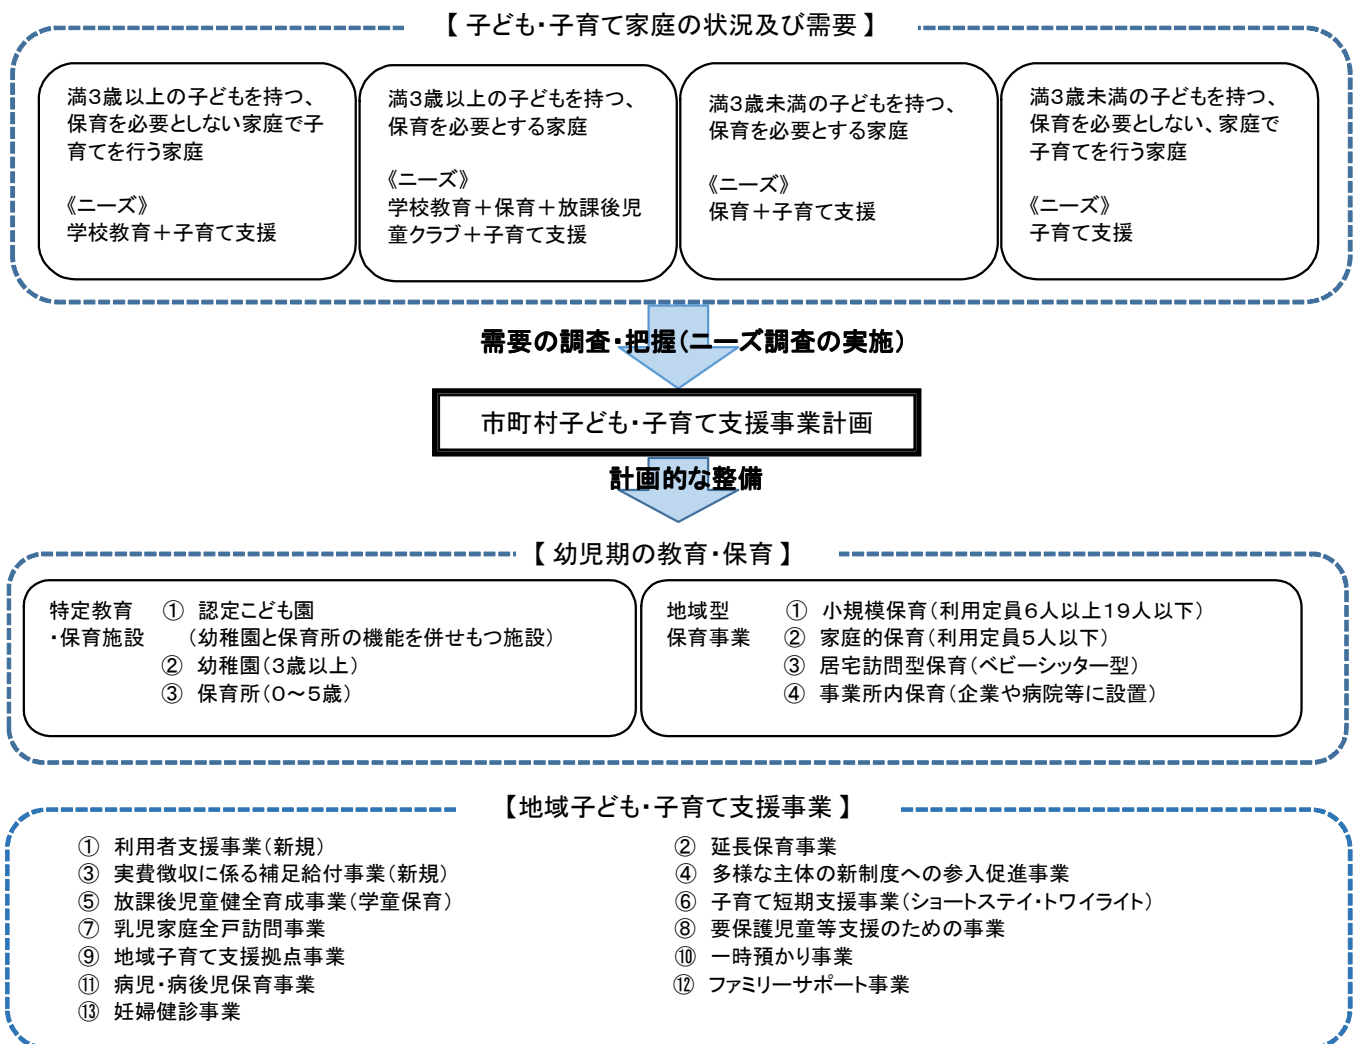 【 子ども・子育て家庭の状況及び需要 】
満3歳以上の子どもを持つ、
保育を必要としない家庭で子
育てを行う家庭
《ニーズ》
学校教育＋子育て支援
満3歳以上の子どもを持つ、
保育を必要とする家庭
《ニーズ》
学校教育＋保育＋放課後児
童クラブ＋子育て支援
満3歳未満の子どもを持つ、
保育を必要とする家庭
《ニーズ》
保育＋子育て支援
満3歳未満の子どもを持つ、
保育を必要としない、家庭で
子育てを行う家庭
《ニーズ》
子育て支援
需要の調査・把握(ニーズ調査の実施)
市町村子ども・子育て支援事業計画
計画的な整備
【 幼児期の教育・保育 】
特定教育 ① 認定こども園
・保育施設 (幼稚園と保育所の機能を併せもつ施設)
② 幼稚園(3歳以上)
③ 保育所(0～5歳)
地域型 ① 小規模保育(利用定員6人以上19人以下)
保育事業 ② 家庭的保育(利用定員5人以下)
③ 居宅訪問型保育(ベビーシッター型)
④ 事業所内保育(企業や病院等に設置)
【地域子ども・子育て支援事業 】
① 利用者支援事業(新規) ② 延長保育事業
③ 実費徴収に係る補足給付事業(新規) ④ 多様な主体の新制度への参入促進事業
⑤ 放課後児童健全育成事業(学童保育) ⑥ 子育て短期支援事業(ショートステイ・トワイライト)
⑦ 乳児家庭全戸訪問事業 ⑧ 要保護児童等支援のための事業
⑨ 地域子育て支援拠点事業 ⑩ 一時預かり事業
⑪ 病児・病後児保育事業 ⑫ ファミリーサポート事業
⑬ 妊婦健診事業